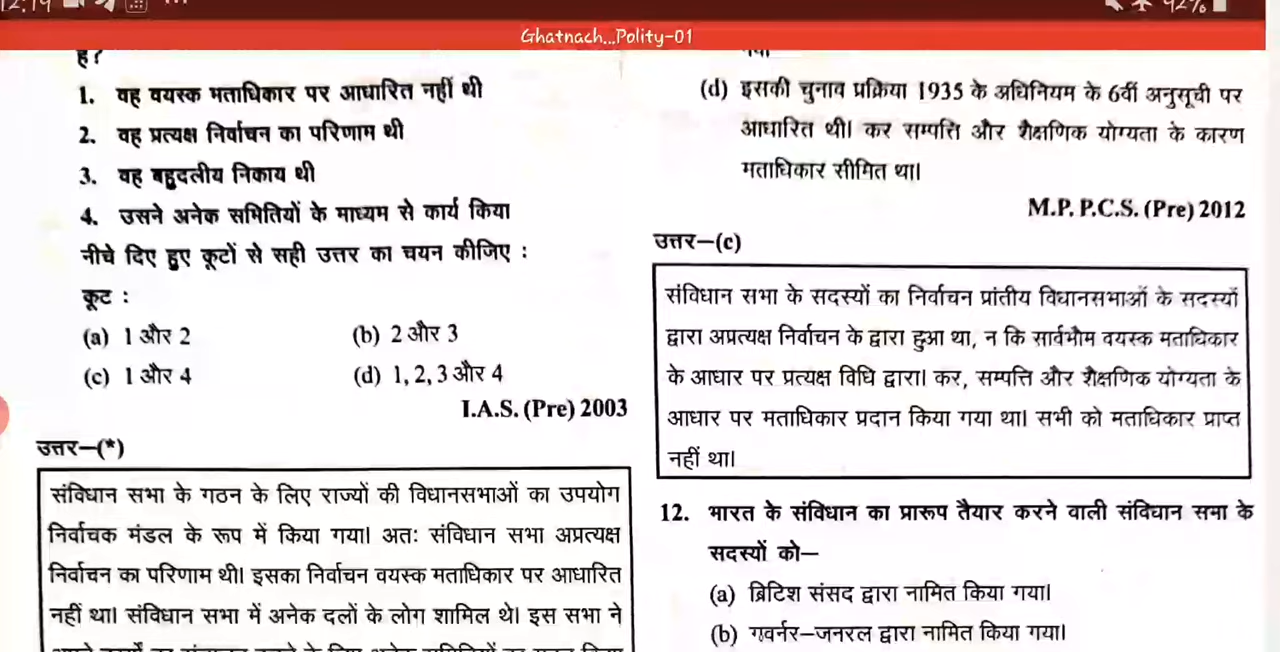 12:19
92%
Ghatnach...Polity-01
है?
1. वह वयस्क मताधिकार पर आधारित नहीं थी
2. वह प्रत्यक्ष निर्वाचन का परिणाम थी
3. वह बहुदलीय निकाय थी
4. उसने अनेक समितियों के माध्यम से कार्य किया
नीचे दिए हुए कूटों से सही उत्तर का चयन कीजिए :
कूट :
(a) 1 और 2 (b) 2 और 3
(c) 1 और 4 (d) 1, 2, 3 और 4
I.A.S. (Pre) 2003
उत्तर—(*)
संविधान सभा के गठन के लिए राज्यों की विधानसभाओं का उपयोग
निर्वाचक मंडल के रूप में किया गया। अतः संविधान सभा अप्रत्यक्ष
निर्वाचन का परिणाम थी। इसका निर्वाचन वयस्क मताधिकार पर आधारित
नहीं था। संविधान सभा में अनेक दलों के लोग शामिल थे। इस सभा ने
(d) इसकी चुनाव प्रक्रिया 1935 के अधिनियम के 6वीं अनुसूची पर
आधारित थी। कर सम्पत्ति और शैक्षणिक योग्यता के कारण
मताधिकार सीमित था।
M.P. P.C.S. (Pre) 2012
उत्तर—(c)
संविधान सभा के सदस्यों का निर्वाचन प्रांतीय विधानसभाओं के सदस्यों
द्वारा अप्रत्यक्ष निर्वाचन के द्वारा हुआ था, न कि सार्वभौम वयस्क मताधिकार
के आधार पर प्रत्यक्ष विधि द्वारा। कर, सम्पत्ति और शैक्षणिक योग्यता के
आधार पर मताधिकार प्रदान किया गया था। सभी को मताधिकार प्राप्त
नहीं था।
12. भारत के संविधान का प्रारूप तैयार करने वाली संविधान सभा के
सदस्यों को—
(a) ब्रिटिश संसद द्वारा नामित किया गया।
(b) गवर्नर—जनरल द्वारा नामित किया गया।